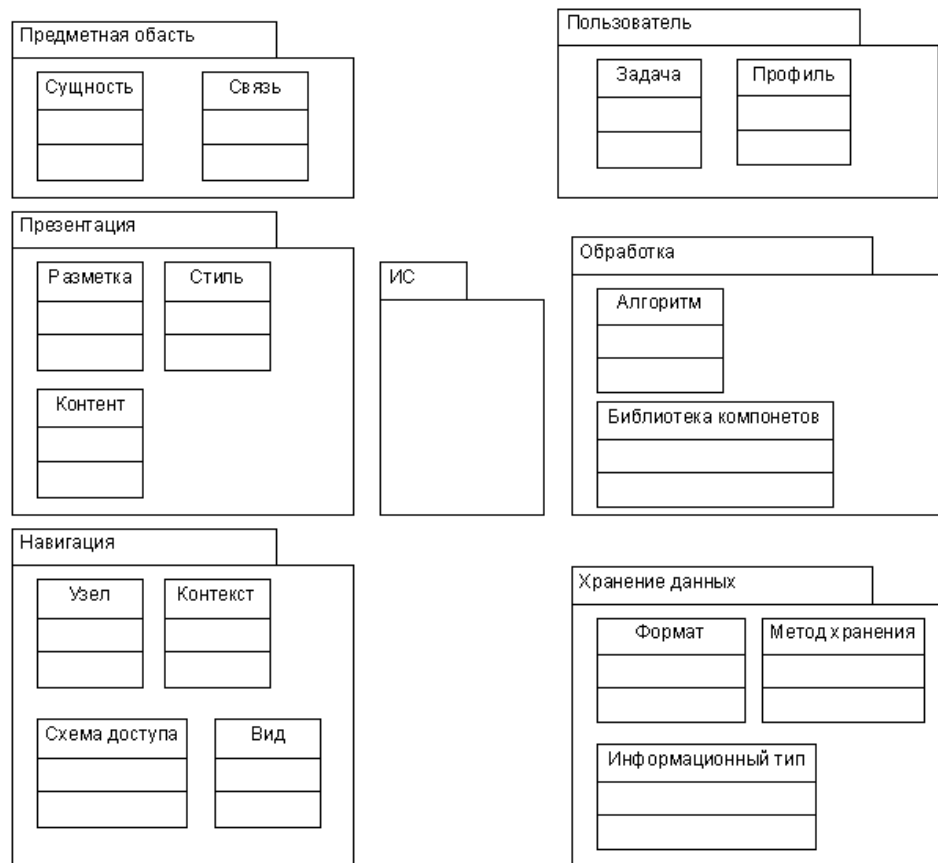 Предметная обасть
Сущность
Связь
Пользователь
Задача
Профиль
Презентация
Разметка
Стиль
Контент
ИС
Обработка
Алгоритм
Библиотека компонетов
Навигация
Узел
Контекст
Схема доступа
Вид
Хранение данных
Формат
Метод хранения
Информационный тип